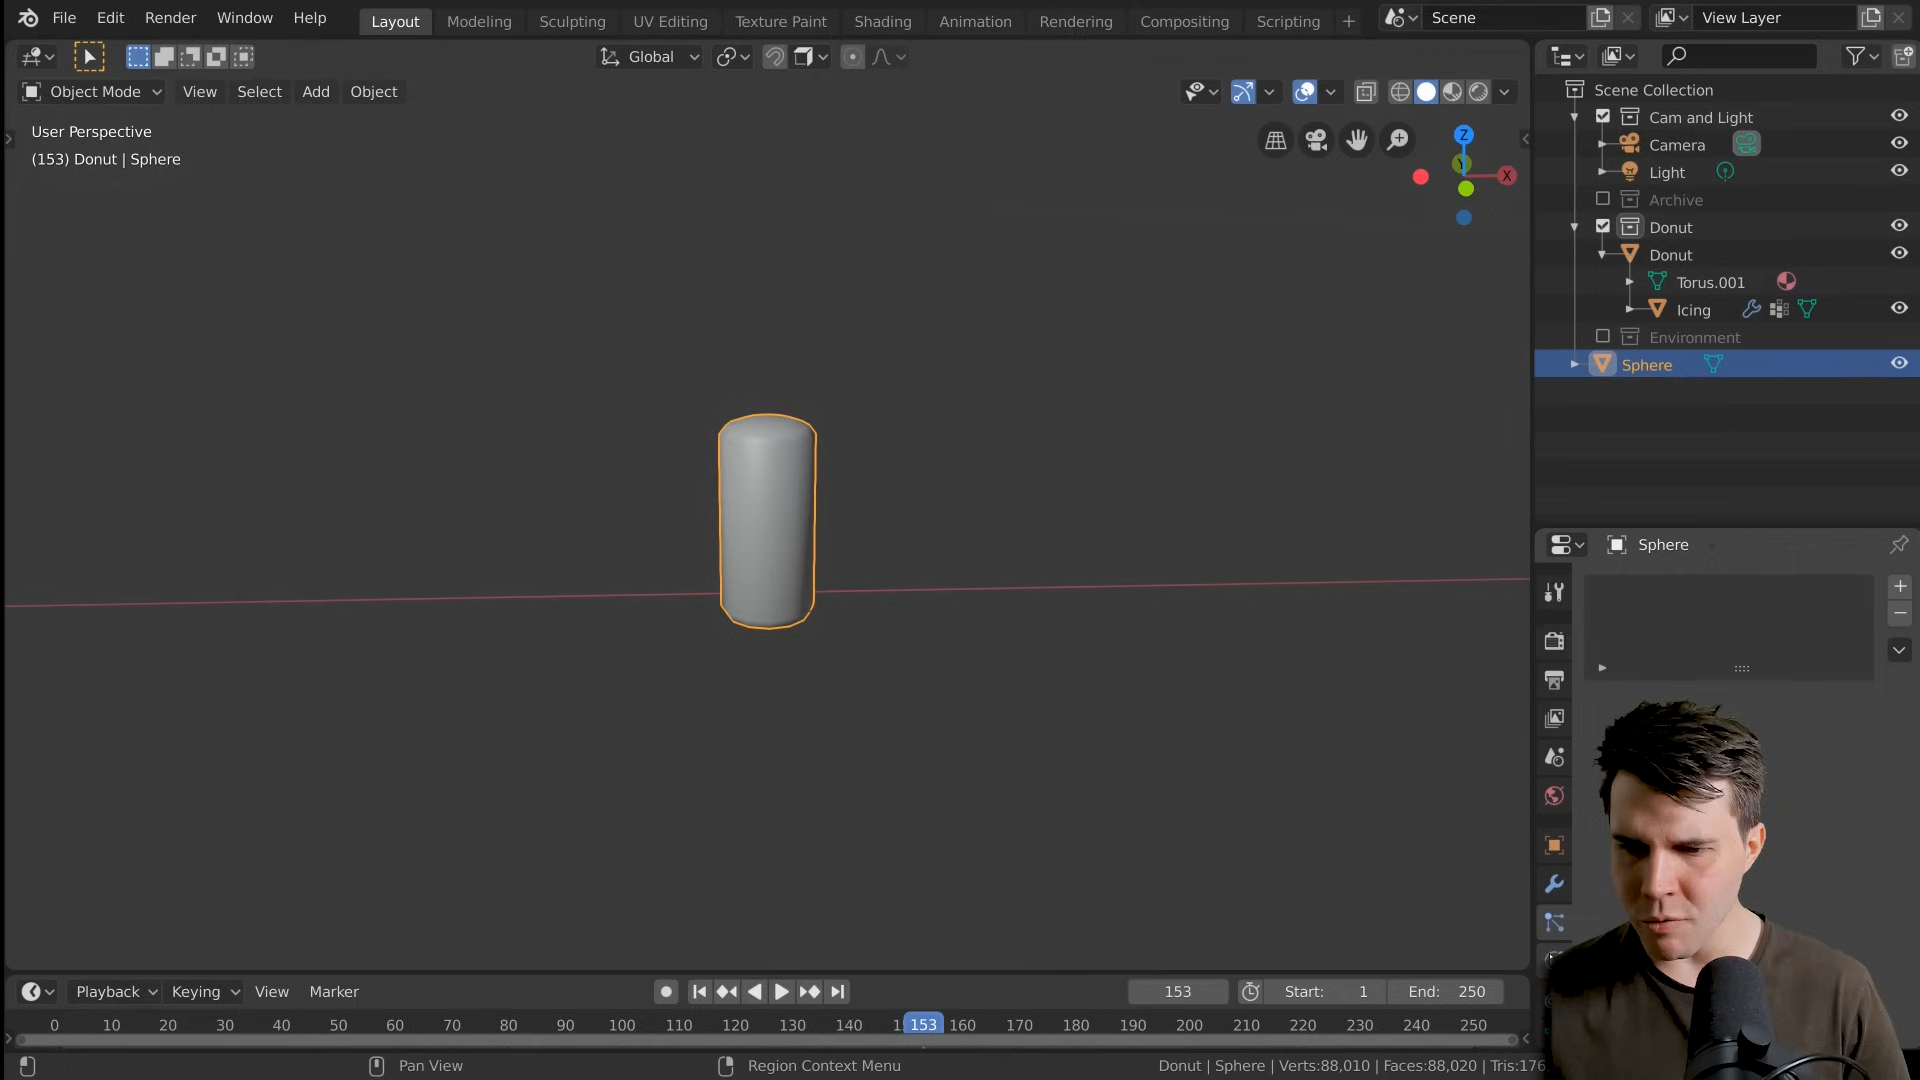 File Edit Render Window Help Layout Modeling Sculpting UV Editing Texture Paint Shading Animation Rendering Compositing Scripting + Scene View Layer
Global
Object Mode View Select Add Object
User Perspective
(153) Donut | Sphere
Z
Y
X
Scene Collection
Cam and Light
Camera
Light
Archive
Donut
Donut
Torus.001
Icing
Environment
Sphere
Sphere
Playback Keying View Marker 153 Start: 1 End: 250
0 10 20 30 40 50 60 70 80 90 100 110 120 130 140 153 160 170 180 190 200 210 220 230 240 250
Pan View Region Context Menu Donut | Sphere | Verts:88,010 | Faces:88,020 | Tris:176